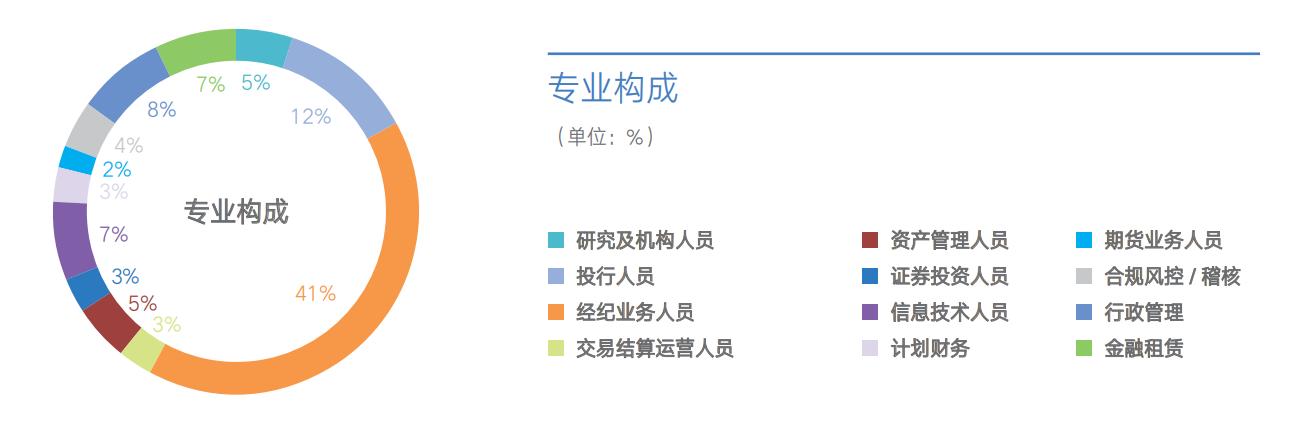 7%
5%
8%
12%
4%
2%
3%
专业构成
7%
3%
41%
5%
3%
专业构成
（单位：%）
研究及机构人员
资产管理人员
期货业务人员
投行人员
证券投资人员
合规风控 / 稽核
经纪业务人员
信息技术人员
行政管理
交易结算运营人员
计划财务
金融租赁